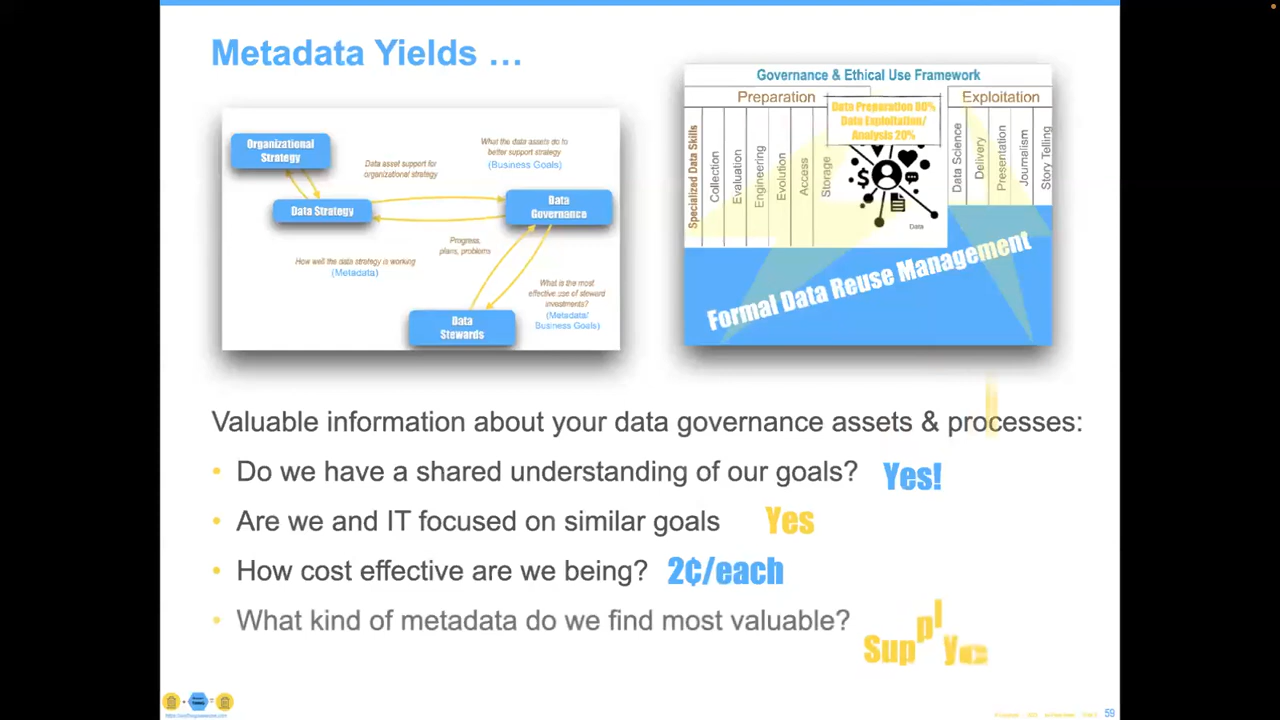 Metadata Yields …
Organizational
Strategy
Data asset support for
organizational strategy
What the data assets do to
better support strategy
(Business Goals)
Data Strategy
Data
Governance
Progress,
plans, problems
How well the data strategy is working
(Metadata)
What is the most
effective use of steward
investments?
(Metadata/
Business Goals)
Data
Stewards
Governance & Ethical Use Framework
Preparation
Exploitation
Data Preparation 80%
Data Exploitation/
Analysis 20%
Specialized Data Skills
Collection
Evaluation
Engineering
Evolution
Access
Storage
Data
Data Science
Delivery
Presentation
Journalism
Story Telling
Formal Data Reuse Management
Valuable information about your data governance assets & processes:
• Do we have a shared understanding of our goals? Yes!
• Are we and IT focused on similar goals Yes
• How cost effective are we being? 2¢/each
• What kind of metadata do we find most valuable? Supplyc
59